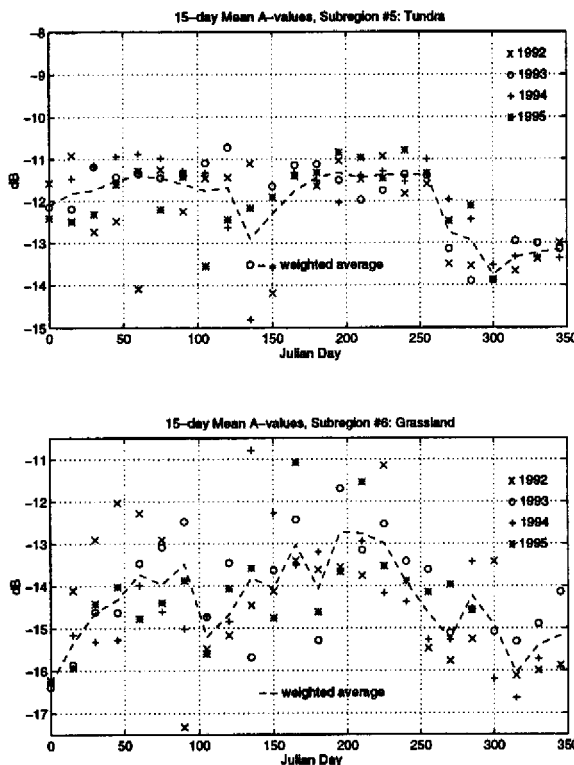 15-day Mean A-values, Subregion #5: Tundra
-8
-9
-10
-11
-12
-13
-14
-15
dB
× 1992
o 1993
+ 1994
* 1995
weighted average
0 50 100 150 200 250 300 350
Julian Day
15-day Mean A-values, Subregion #6: Grassland
-11
-12
-13
-14
-15
-16
-17
dB
× 1992
o 1993
+ 1994
* 1995
weighted average
0 50 100 150 200 250 300 350
Julian Day